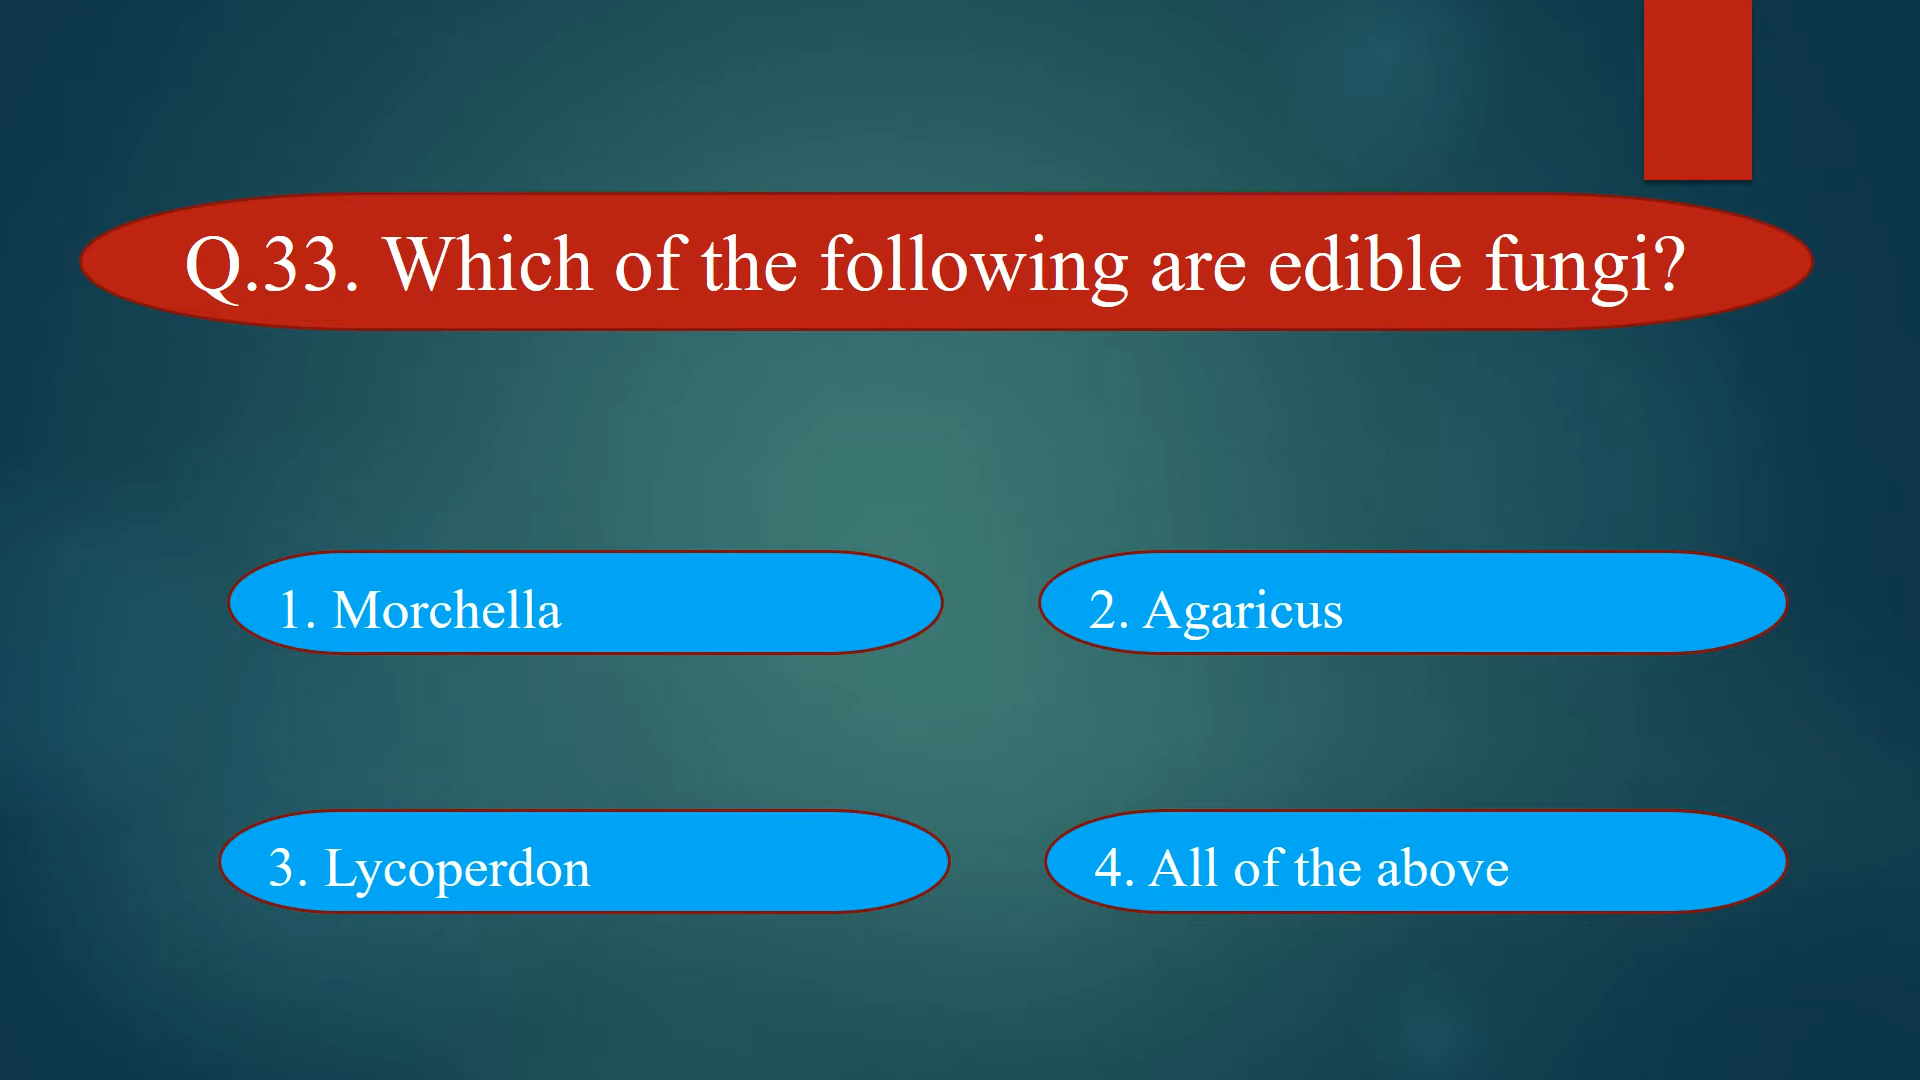 Q.33. Which of the following are edible fungi?
1. Morchella
2. Agaricus
3. Lycoperdon
4. All of the above